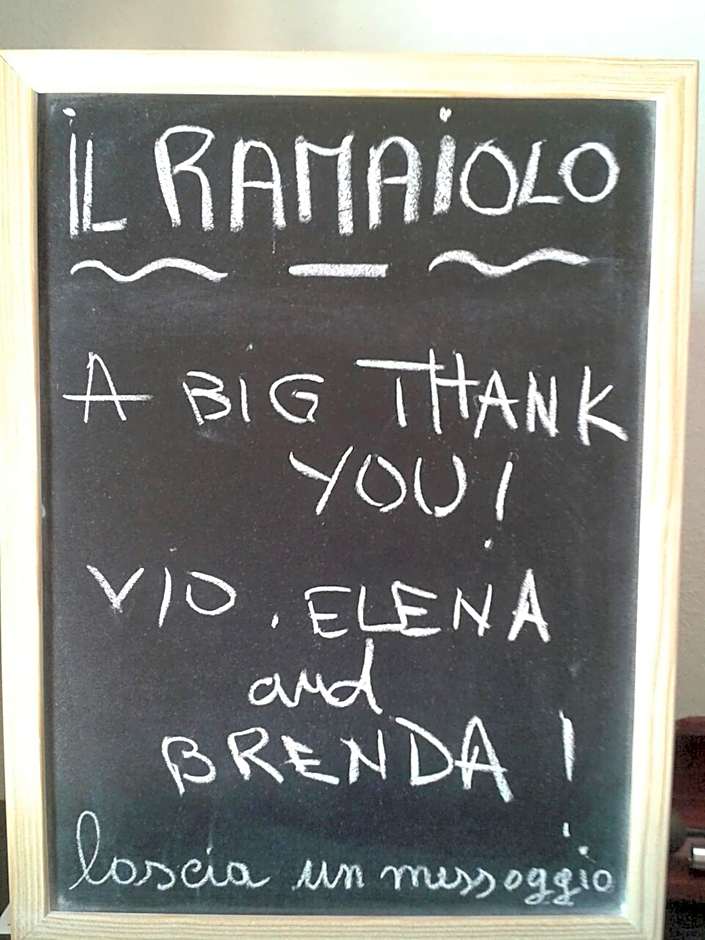 iL RAMAiOLO
A BIG THANK
YOU!
VIO. ELENA
and
BRENDA!
lascia un messaggio